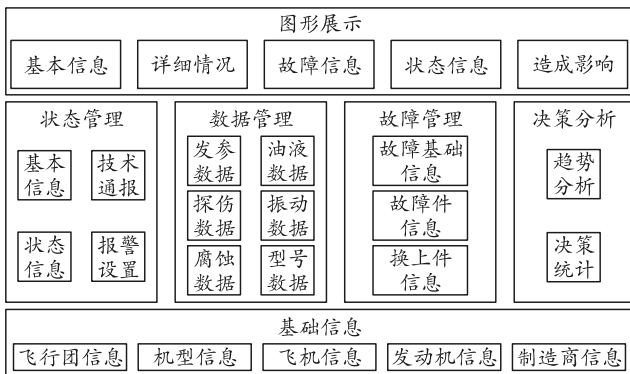 图形展示
基本信息 详细情况 故障信息 状态信息 造成影响
状态管理
基本
信息
技术
通报
状态
信息
报警
设置
数据管理
发参
数据
油液
数据
探伤
数据
振动
数据
腐蚀
数据
型号
数据
故障管理
故障基础
信息
故障件
信息
换上件
信息
决策分析
趋势
分析
决策
统计
基础信息
飞行团信息 机型信息 飞机信息 发动机信息 制造商信息